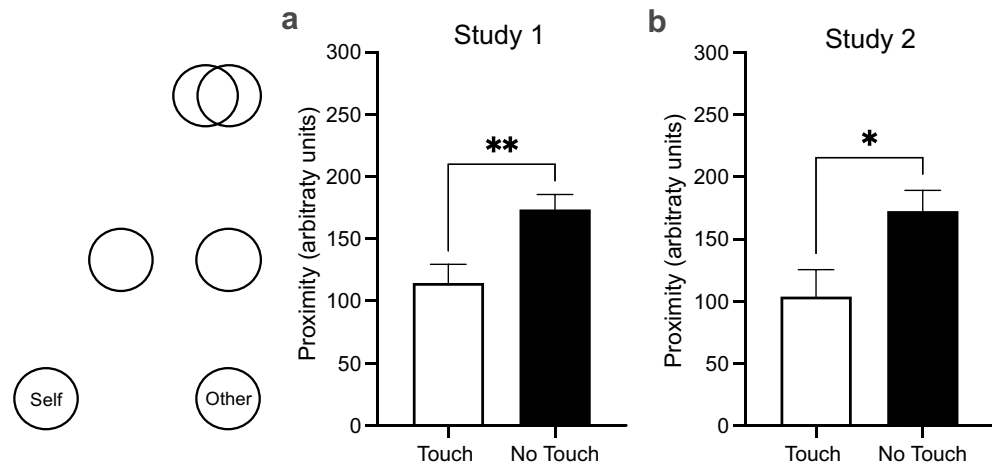 a
Study 1
300
250
200
150
100
50
0
Proximity (arbitraty units)
**
Touch
No Touch
b
Study 2
300
250
200
150
100
50
0
Proximity (arbitraty units)
*
Touch
No Touch
Self
Other